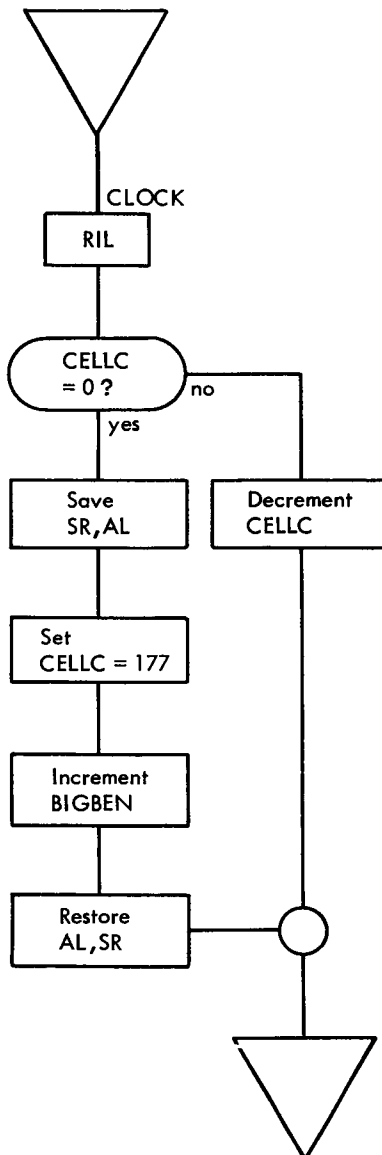 CLOCK
RIL
CELLC
= 0 ?
no
yes
Save
SR, AL
Decrement
CELLC
Set
CELLC = 177
Increment
BIGBEN
Restore
AL, SR